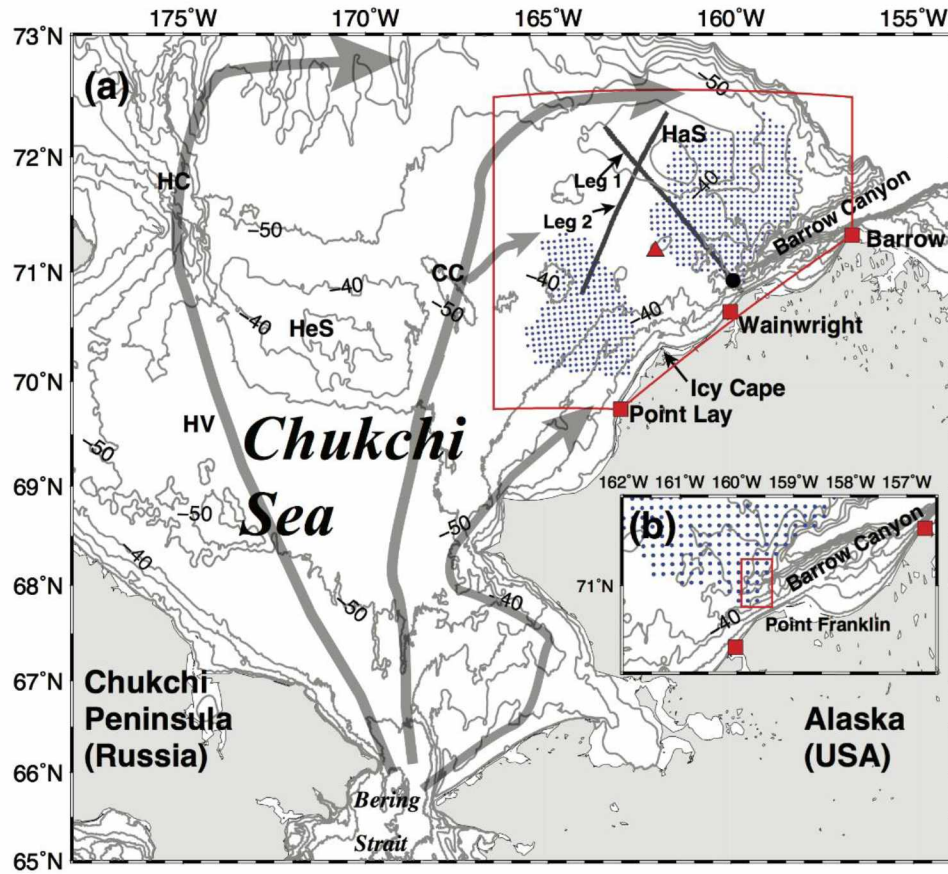 175˚W 170˚W 165˚W 160˚W 155˚W
73˚N
(a)
−50
72˚N
HaS
HC
Leg 1
−40
−50
Leg 2
Barrow Canyon
Barrow
71˚N
CC
−40
−40
−50
−40
HeS
−40
Wainwright
70˚N
Icy Cape
Point Lay
HV
Chukchi
Sea
−50
69˚N
162˚W 161˚W 160˚W 159˚W 158˚W 157˚W
−50
−50
(b)
Barrow Canyon
−40
68˚N
−40
71˚N
−50
−40
Point Franklin
67˚N
Chukchi
Peninsula
(Russia)
Alaska
(USA)
66˚N
Bering
Strait
65˚N